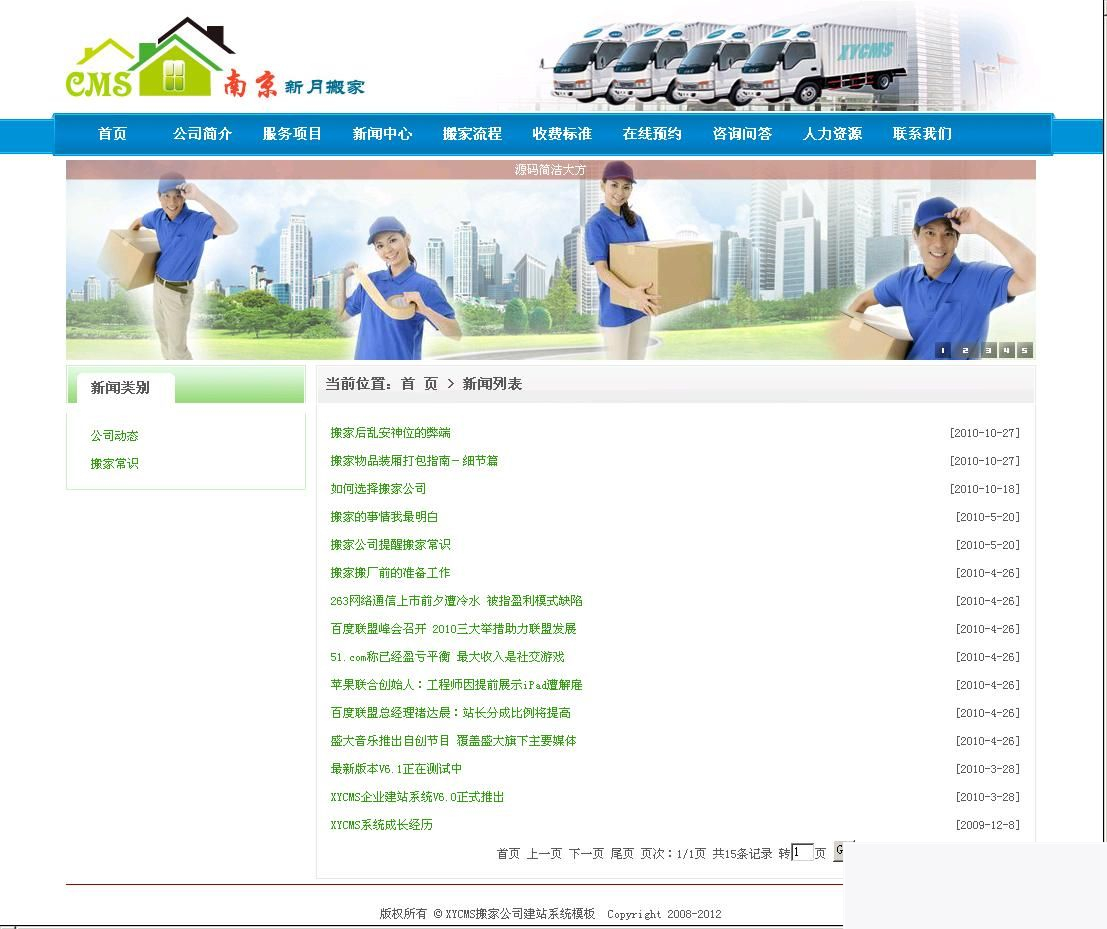 CMS 南京 新月搬家
XYCMS
首页 公司简介 服务项目 新闻中心 搬家流程 收费标准 在线预约 咨询问答 人力资源 联系我们
源码简洁大方
1 2 3 4 5
新闻类别
公司动态
搬家常识
当前位置：首 页 > 新闻列表
搬家后乱安神位的弊端 [2010-10-27]
搬家物品装厢打包指南－细节篇 [2010-10-27]
如何选择搬家公司 [2010-10-18]
搬家的事情我最明白 [2010-5-20]
搬家公司提醒搬家常识 [2010-5-20]
搬家搬厂前的准备工作 [2010-4-26]
263网络通信上市前夕遭冷水 被指盈利模式缺陷 [2010-4-26]
百度联盟峰会召开 2010三大举措助力联盟发展 [2010-4-26]
51.com称已经盈亏平衡 最大收入是社交游戏 [2010-4-26]
苹果联合创始人：工程师因提前展示iPad遭解雇 [2010-4-26]
百度联盟总经理褚达晨：站长分成比例将提高 [2010-4-26]
盛大音乐推出自创节目 覆盖盛大旗下主要媒体 [2010-4-26]
最新版本V6.1正在测试中 [2010-3-28]
XYCMS企业建站系统V6.0正式推出 [2010-3-28]
XYCMS系统成长经历 [2009-12-8]
首页 上一页 下一页 尾页 页次：1/1页 共15条记录 转 1 页 G
版权所有 © XYCMS搬家公司建站系统模板 Copyright 2008-2012